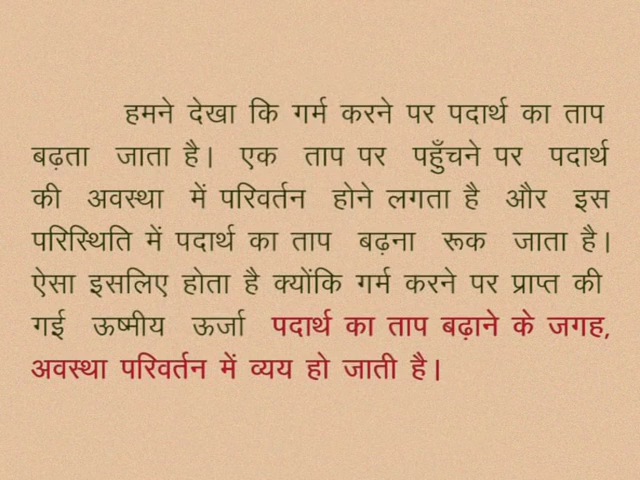 हमने देखा कि गर्म करने पर पदार्थ का ताप
बढ़ता जाता है। एक ताप पर पहुँचने पर पदार्थ
की अवस्था में परिवर्तन होने लगता है और इस
परिस्थिति में पदार्थ का ताप बढ़ना रूक जाता है।
ऐसा इसलिए होता है क्योंकि गर्म करने पर प्राप्त की
गई ऊष्मीय ऊर्जा पदार्थ का ताप बढ़ाने के जगह,
अवस्था परिवर्तन में व्यय हो जाती है।